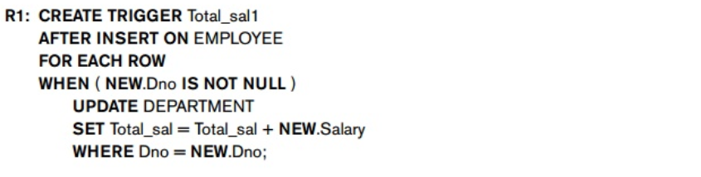 R1: CREATE TRIGGER Total_sal1
AFTER INSERT ON EMPLOYEE
FOR EACH ROW
WHEN ( NEW.Dno IS NOT NULL )
UPDATE DEPARTMENT
SET Total_sal = Total_sal + NEW.Salary
WHERE Dno = NEW.Dno;